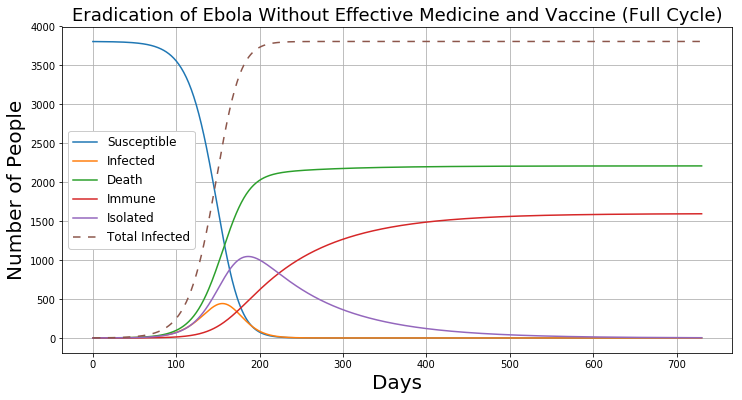 Eradication of Ebola Without Effective Medicine and Vaccine (Full Cycle)
Number of People
4000
3500
3000
2500
2000
1500
1000
500
0
Susceptible
Infected
Death
Immune
Isolated
Total Infected
0 100 200 300 400 500 600 700
Days